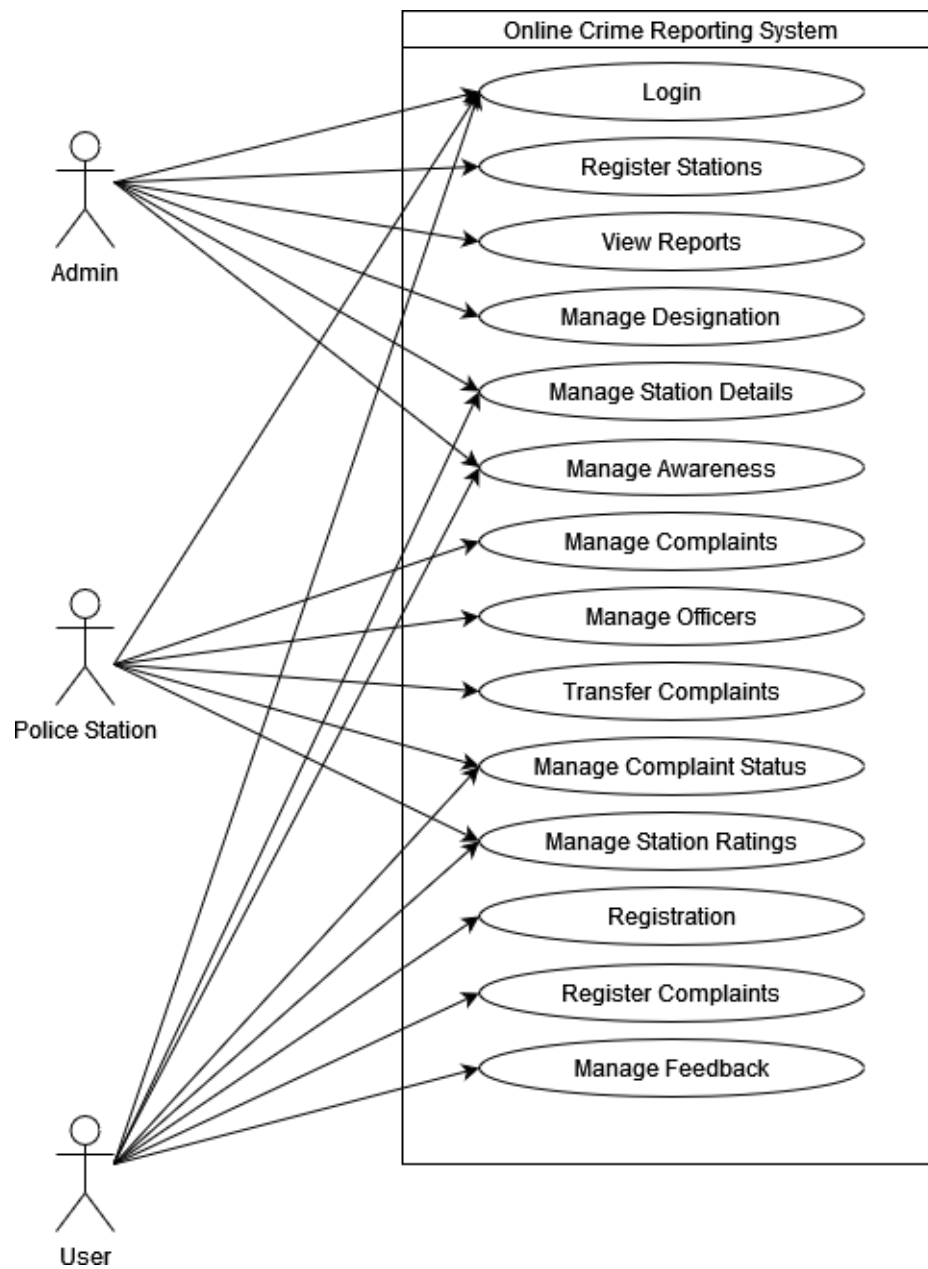 Online Crime Reporting System
Login
Register Stations
View Reports
Admin
Manage Designation
Manage Station Details
Manage Awareness
Manage Complaints
Manage Officers
Transfer Complaints
Police Station
Manage Complaint Status
Manage Station Ratings
Registration
Register Complaints
Manage Feedback
User